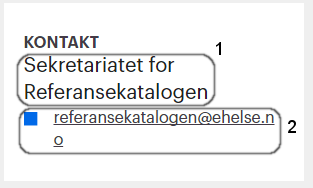 KONTAKT
1
Sekretariatet for
Referansekatalogen
referansekatalogen@ehelse.n
2
o